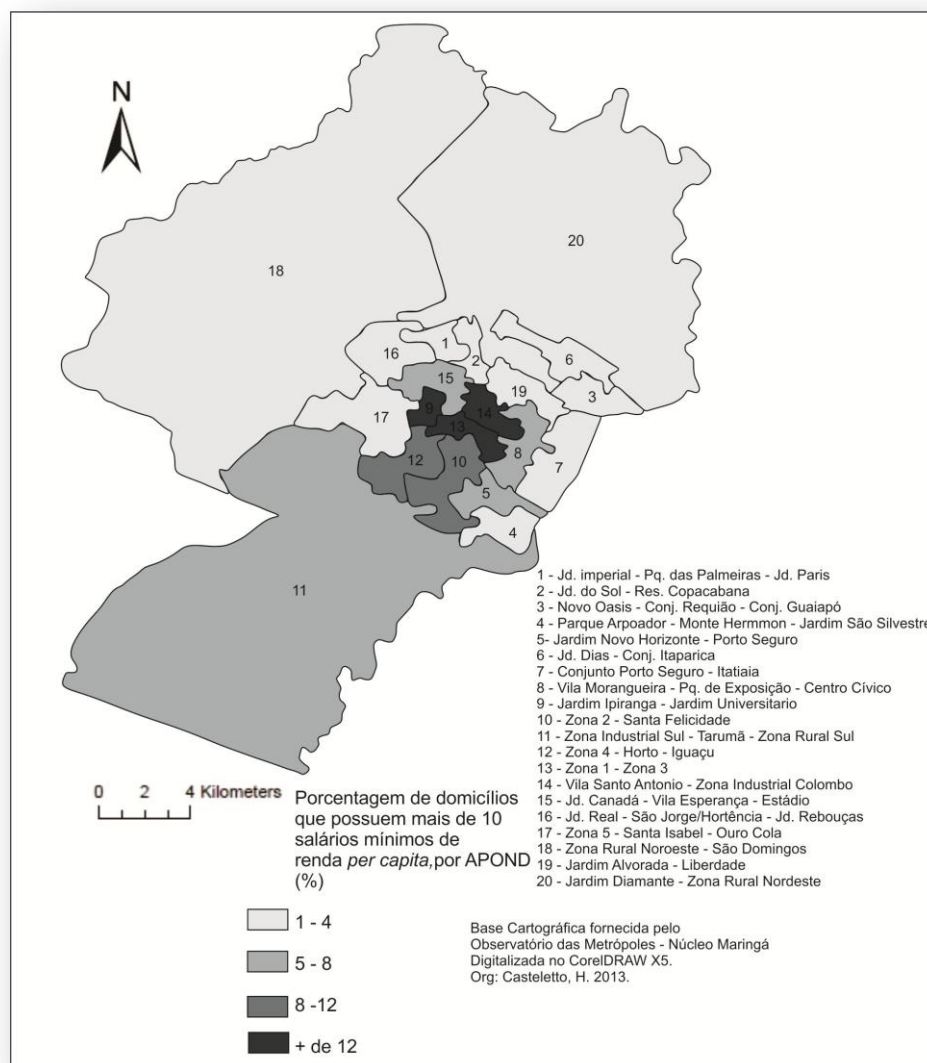 N
20
18
1
16
2
6
15
19
3
9
14
17
13
12
10
8
7
5
4
11
1 - Jd. imperial - Pq. das Palmeiras - Jd. Paris
2 - Jd. do Sol - Res. Copacabana
3 - Novo Oasis - Conj. Requião - Conj. Guaiapó
4 - Parque Arpoador - Monte Hermmon - Jardim São Silvestre
5- Jardim Novo Horizonte - Porto Seguro
6 - Jd. Dias - Conj. Itaparica
7 - Conjunto Porto Seguro - Itatiaia
8 - Vila Morangueira - Pq. de Exposição - Centro Cívico
9 - Jardim Ipiranga - Jardim Universitario
10 - Zona 2 - Santa Felicidade
11 - Zona Industrial Sul - Tarumã - Zona Rural Sul
12 - Zona 4 - Horto - Iguaçu
13 - Zona 1 - Zona 3
14 - Vila Santo Antonio - Zona Industrial Colombo
15 - Jd. Canadá - Vila Esperança - Estádio
16 - Jd. Real - São Jorge/Hortência - Jd. Rebouças
17 - Zona 5 - Santa Isabel - Ouro Cola
18 - Zona Rural Noroeste - São Domingos
19 - Jardim Alvorada - Liberdade
20 - Jardim Diamante - Zona Rural Nordeste
0 2 4 Kilometers
Porcentagem de domicílios
que possuem mais de 10
salários mínimos de
renda per capita,por APOND
(%)
1 - 4
5 - 8
8 -12
+ de 12
Base Cartográfica fornecida pelo
Observatório das Metrópoles - Núcleo Maringá
Digitalizada no CorelDRAW X5.
Org: Casteletto, H. 2013.